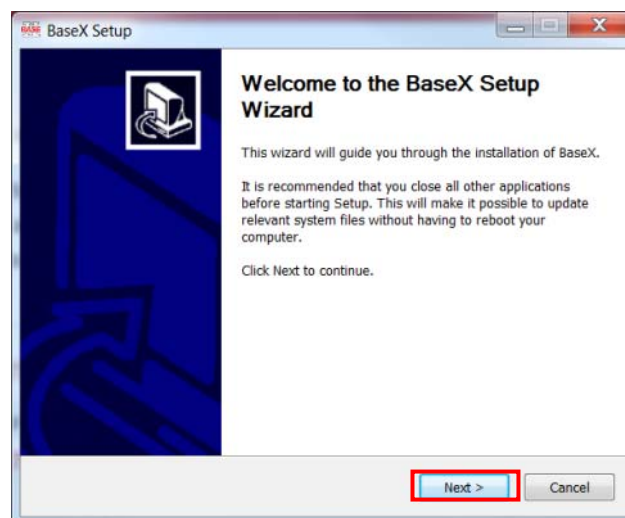 BaseX Setup
Welcome to the BaseX Setup
Wizard
This wizard will guide you through the installation of BaseX.
It is recommended that you close all other applications
before starting Setup. This will make it possible to update
relevant system files without having to reboot your
computer.
Click Next to continue.
Next >
Cancel